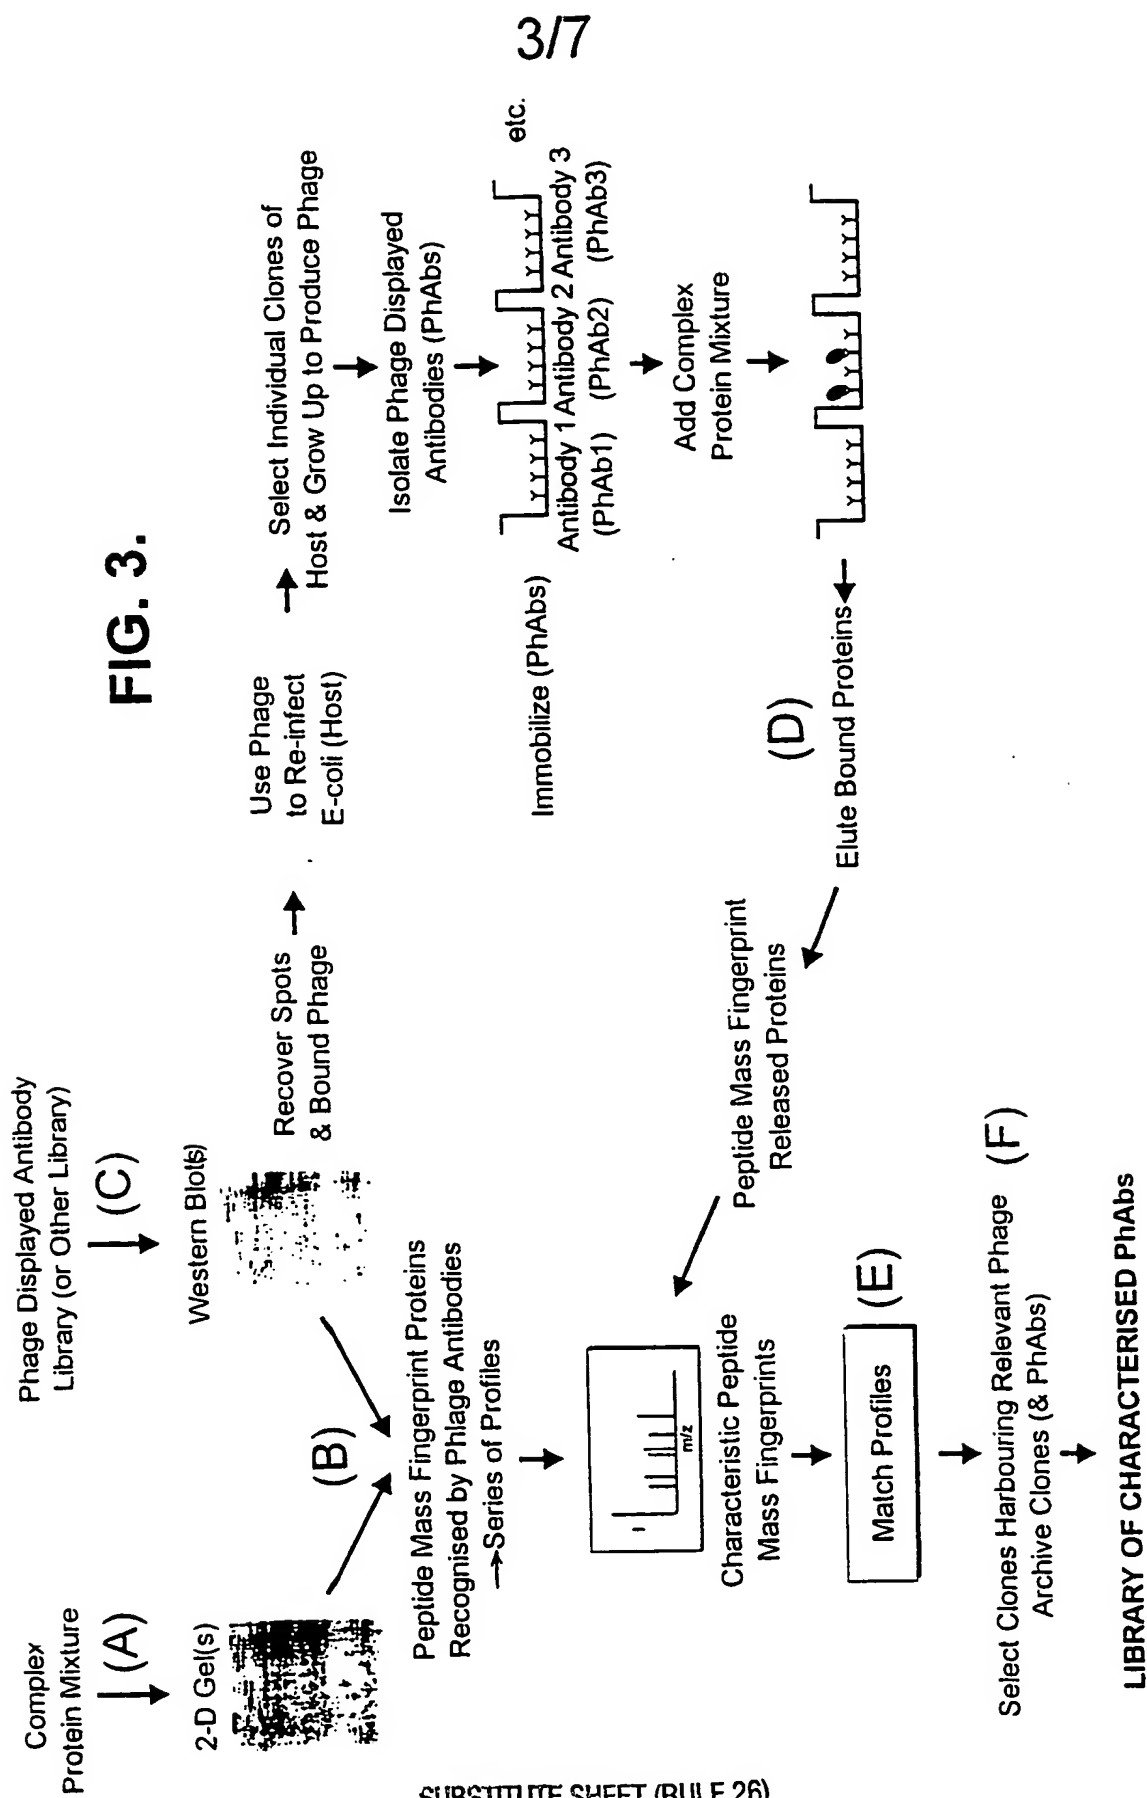 3/7
FIG. 3.
Complex
Protein Mixture
(A)
2-D Gel(s)
Phage Displayed Antibody
Library (or Other Library)
(C)
Western Blot(s)
(B)
Peptide Mass Fingerprint Proteins
Recognised by Phlage Antibodies
→Series of Profiles
m/z
Characteristic Peptide
Mass Fingerprints
Match Profiles
(E)
Select Clones Harbouring Relevant Phage
Archive Clones (& PhAbs)
(F)
LIBRARY OF CHARACTERISED PhAbs
Recover Spots
& Bound Phage
Use Phage
to Re-infect
E-coli (Host)
Select Individual Clones of
Host & Grow Up to Produce Phage
Isolate Phage Displayed
Antibodies (PhAbs)
Immobilize (PhAbs)
etc.
Antibody 1 Antibody 2 Antibody 3
(PhAb1) (PhAb2) (PhAb3)
Add Complex
Protein Mixture
(D)
Elute Bound Proteins
Peptide Mass Fingerprint
Released Proteins
SUBSTITUTE SHEET (RULE 26)